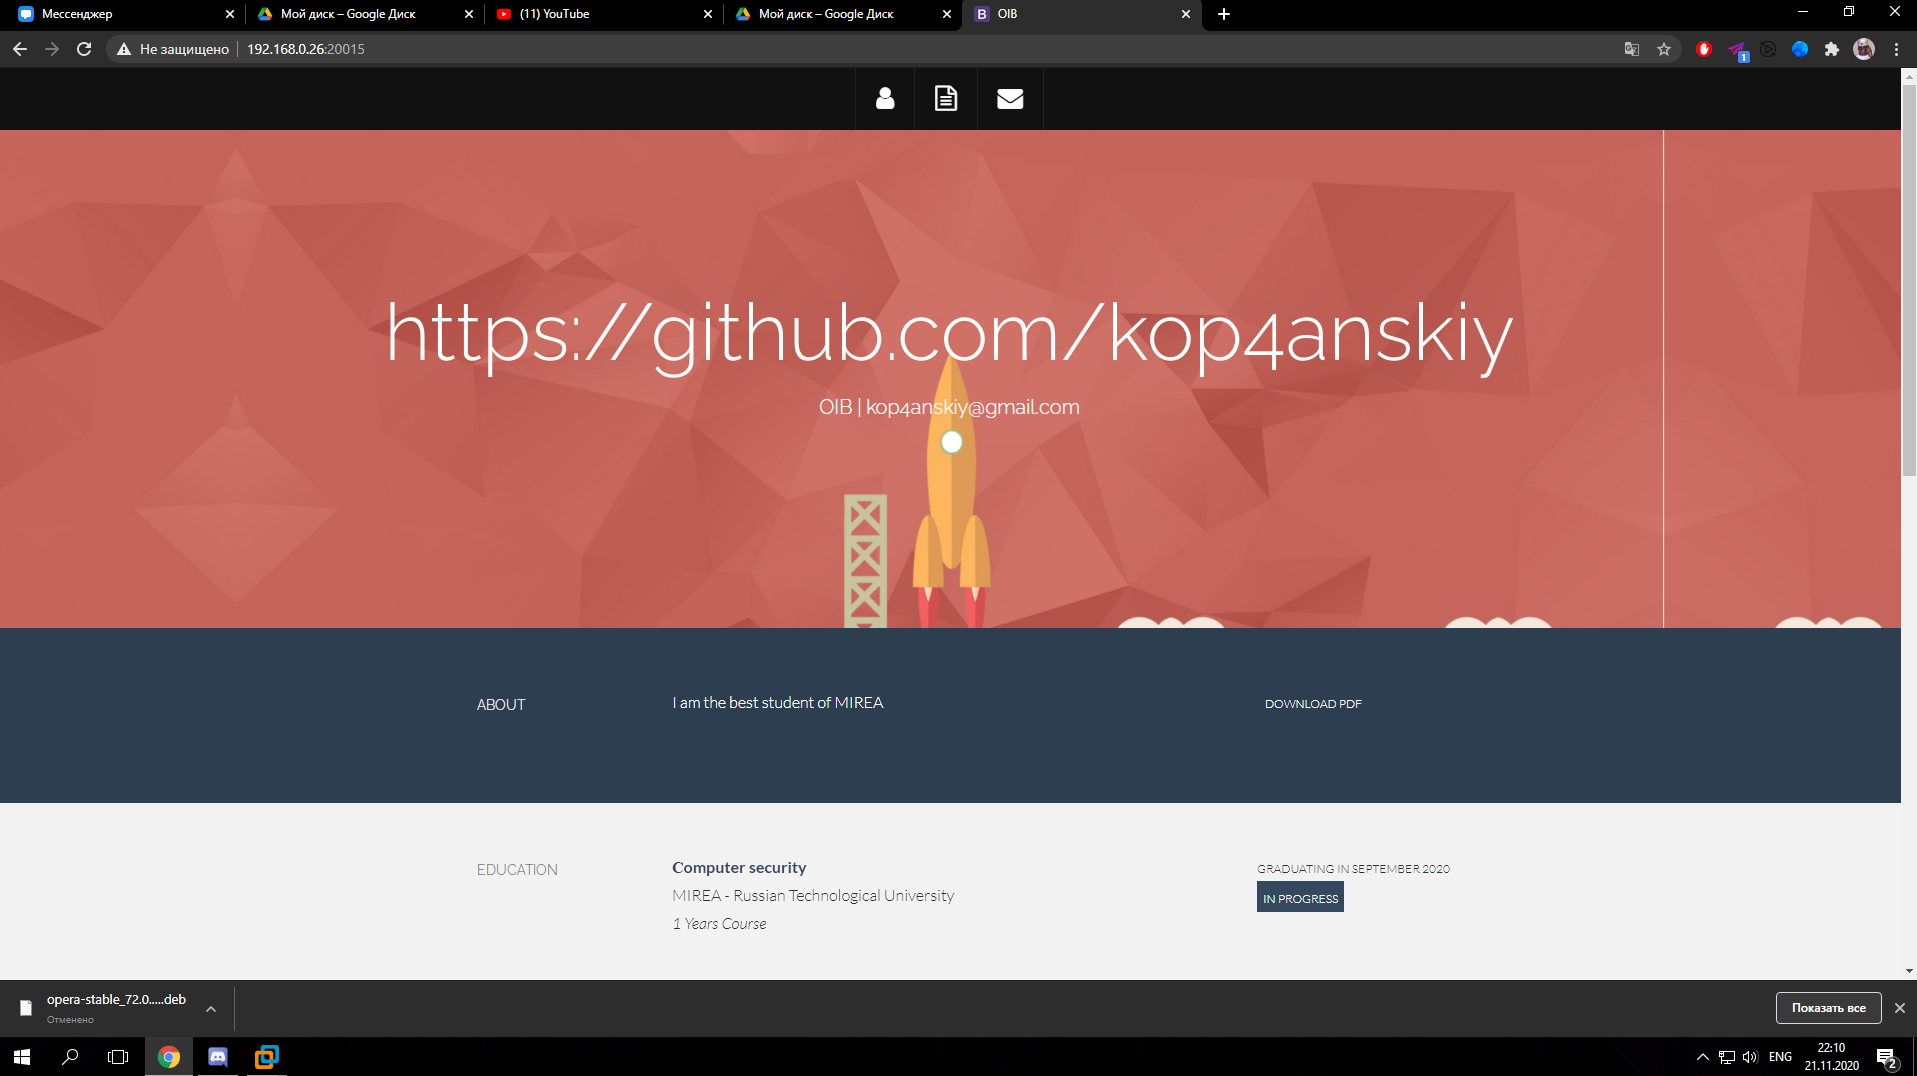 Мессенджер
Мой диск – Google Диск
(11) YouTube
Мой диск – Google Диск
B OIB
Не защищено 192.168.0.26:20015
1
https://github.com/kop4anskiy
OIB | kop4anskiy@gmail.com
ABOUT
I am the best student of MIREA
DOWNLOAD PDF
EDUCATION
Computer security
GRADUATING IN SEPTEMBER 2020
MIREA - Russian Technological University
IN PROGRESS
1 Years Course
opera-stable_72.0.....deb
Отменено
Показать все
ENG
22:10
21.11.2020
2